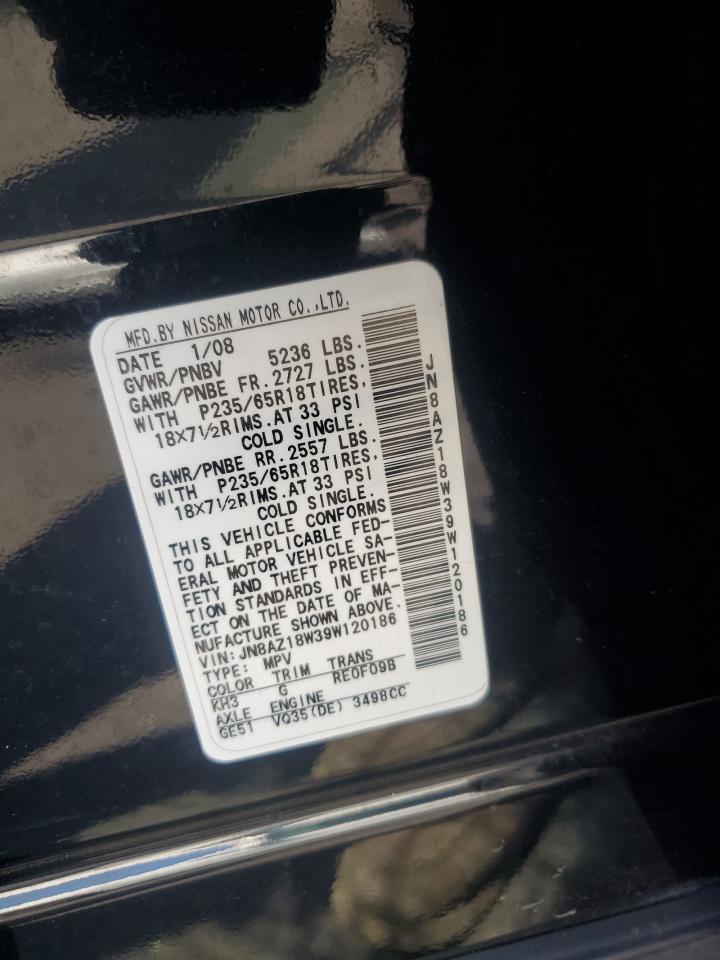 MFD.BY NISSAN MOTOR CO.,LTD.
DATE 1/08
GVWR/PNBV 5236 LBS.
GAWR/PNBE FR.2727 LBS.
WITH P235/65R18TIRES,
18X7½RIMS.AT 33 PSI
COLD SINGLE.
GAWR/PNBE RR.2557 LBS.
WITH P235/65R18TIRES,
18X7½RIMS.AT 33 PSI
COLD SINGLE.
THIS VEHICLE CONFORMS
TO ALL APPLICABLE FED-
ERAL MOTOR VEHICLE SA-
FETY AND THEFT PREVEN-
TION STANDARDS IN EFF-
ECT ON THE DATE OF MA-
NUFACTURE SHOWN ABOVE.
VIN:JN8AZ18W39W120186
TYPE: MPV
COLOR TRIM TRANS
KH3 G RE0F09B
AXLE ENGINE
GE51 VQ35(DE) 3498CC
JN8AZ18W39W120186